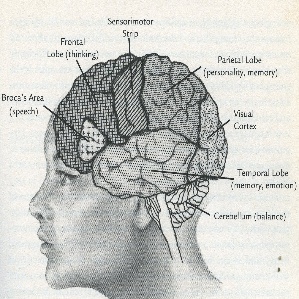 Sensorimotor
Strip
Frontal
Lobe (thinking)
Parietal Lobe
(personality, memory)
Broca's Area
(speech)
Visual
Cortex
Temporal Lobe
(memory, emotion)
Cerebellum (balance)